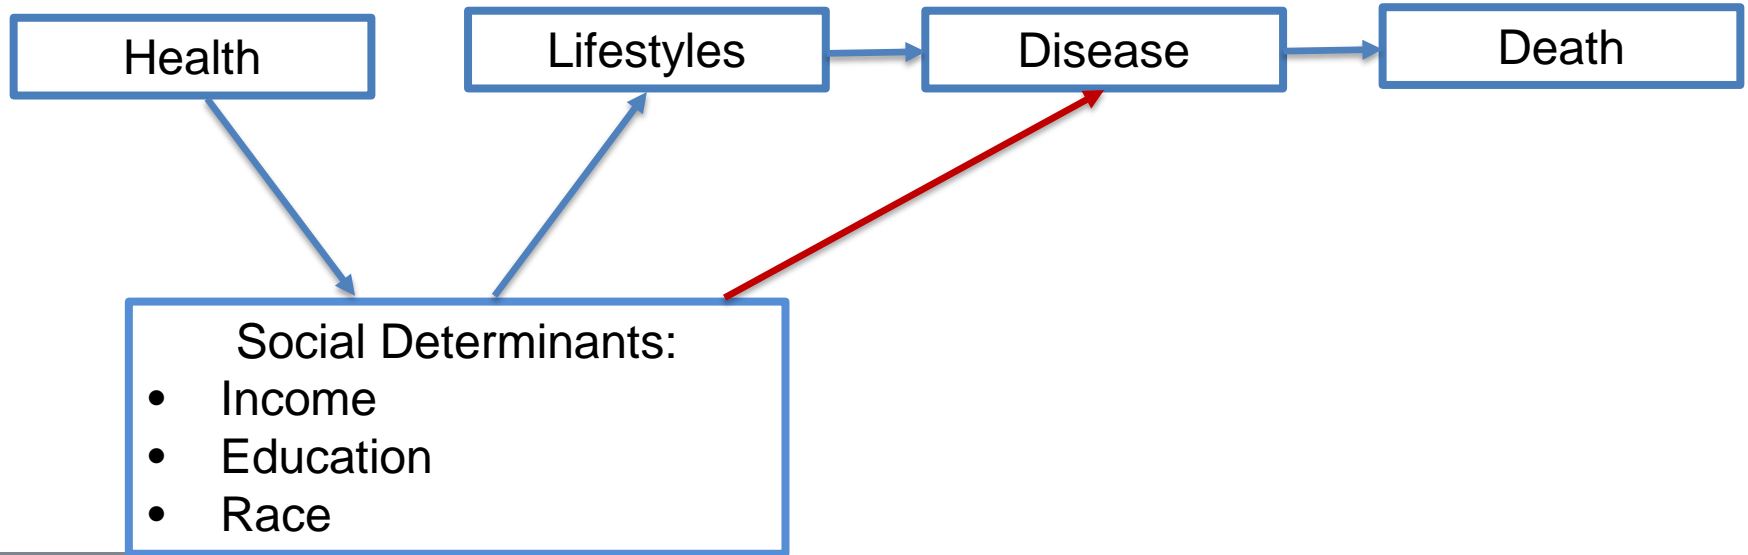 Health
Lifestyles
Disease
Death
Social Determinants:
• Income
• Education
• Race